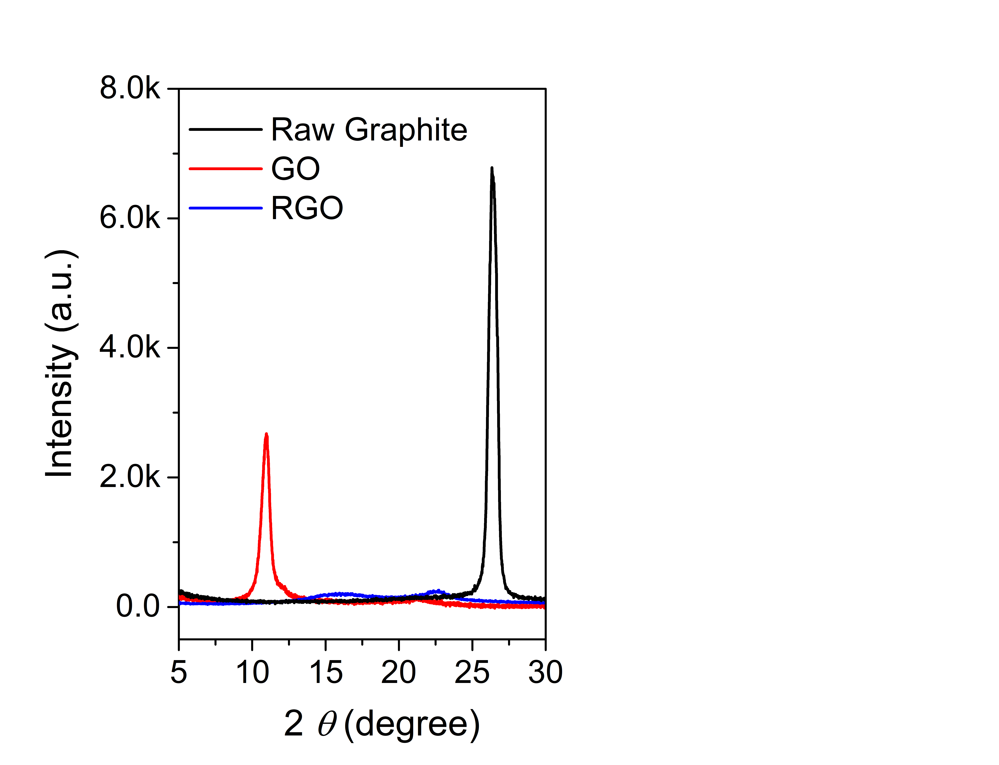 8.0k
Raw Graphite
GO
RGO
6.0k
4.0k
2.0k
0.0
Intensity (a.u.)
5 10 15 20 25 30
2 θ (degree)